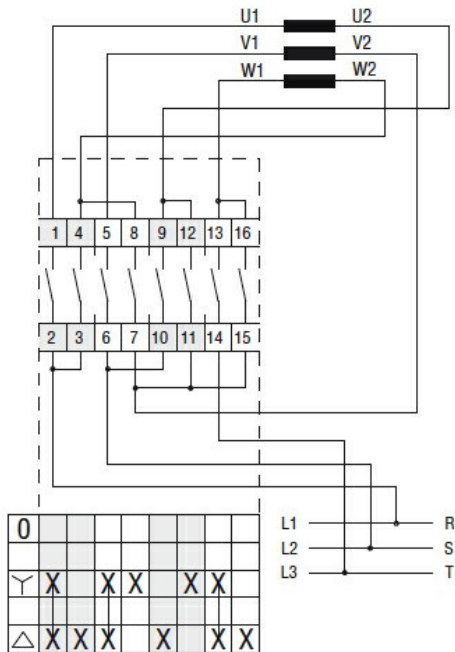 U1 U2
V1 V2
W1 W2
1 4 5 8 9 12 13 16
2 3 6 7 10 11 14 15
L1 R
L2 S
L3 T
0
Y X X X X X
△ X X X X X X